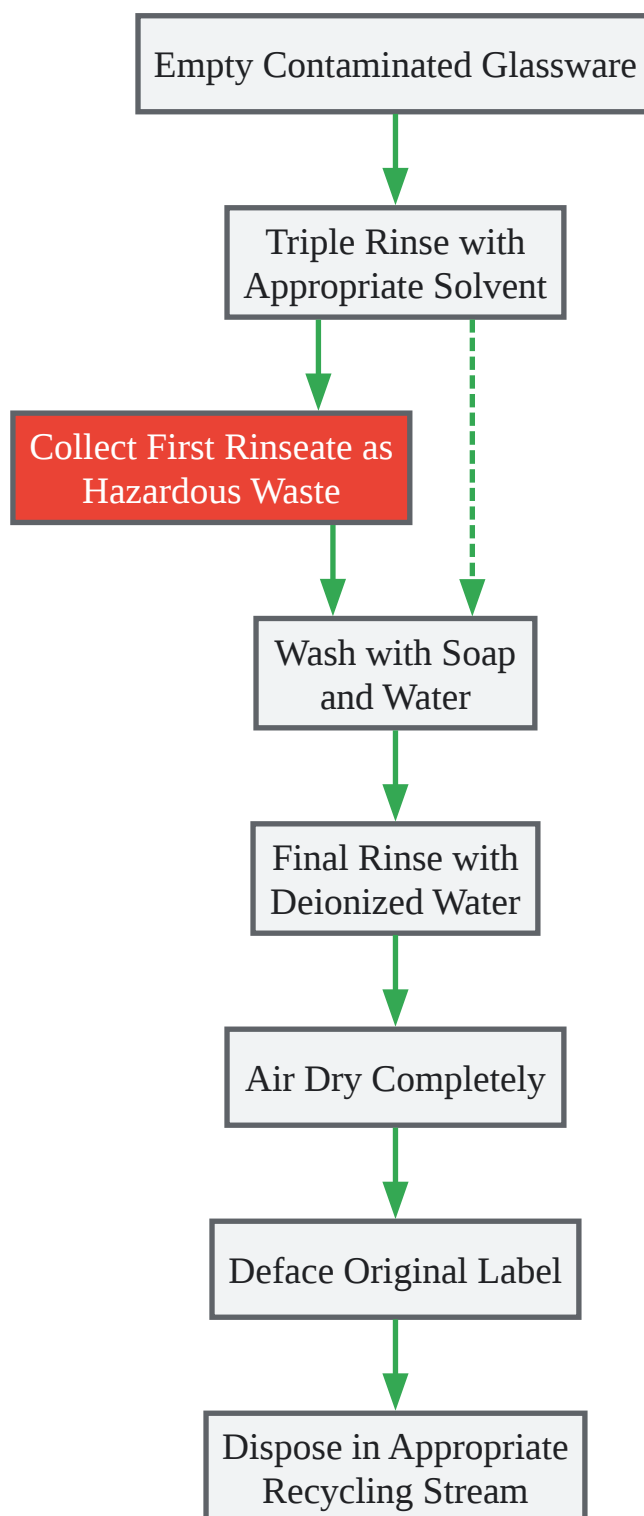 Empty Contaminated Glassware
Triple Rinse with
Appropriate Solvent
Collect First Rinseate as
Hazardous Waste
Wash with Soap
and Water
Final Rinse with
Deionized Water
Air Dry Completely
Deface Original Label
Dispose in Appropriate
Recycling Stream